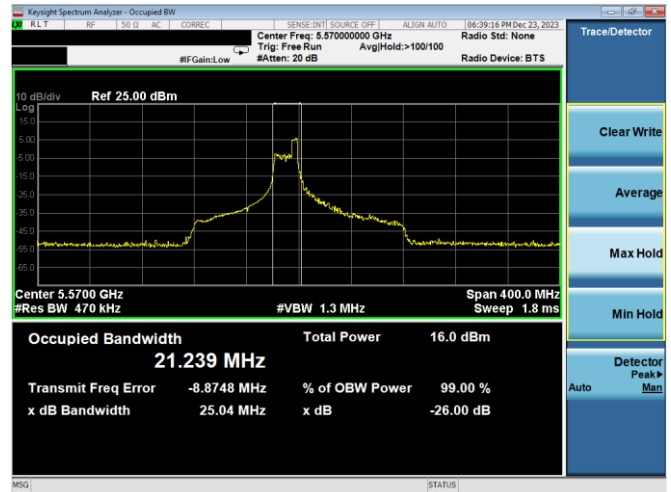 Keysight Spectrum Analyzer - Occupied BW
RLT RF 50 Ω AC CORREC SENSE:INT SOURCE OFF ALIGN AUTO 06:39:16 PM Dec 23, 2023
Center Freq: 5.570000000 GHz Radio Std: None
Trig: Free Run Avg|Hold:>100/100
#IFGain:Low #Atten: 20 dB Radio Device: BTS
Trace/Detector
10 dB/div Ref 25.00 dBm
Log
15.0
5.00
-5.00
-15.0
-25.0
-35.0
-45.0
-55.0
-65.0
Center 5.5700 GHz Span 400.0 MHz
#Res BW 470 kHz #VBW 1.3 MHz Sweep 1.8 ms
Occupied Bandwidth Total Power 16.0 dBm
21.239 MHz
Transmit Freq Error -8.8748 MHz % of OBW Power 99.00 %
x dB Bandwidth 25.04 MHz x dB -26.00 dB
Clear Write
Average
Max Hold
Min Hold
Detector
Peak▶
Auto Man
MSG STATUS